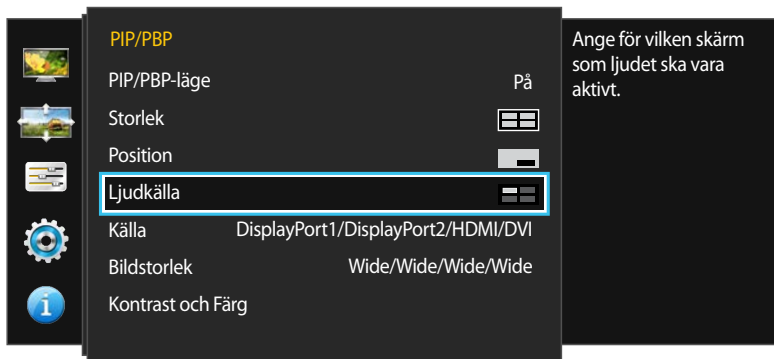 PIP/PBP
PIP/PBP-läge På
Storlek
Position
Ljudkälla
Källa DisplayPort1/DisplayPort2/HDMI/DVI
Bildstorlek Wide/Wide/Wide/Wide
Kontrast och Färg
Ange för vilken skärm
som ljudet ska vara
aktivt.